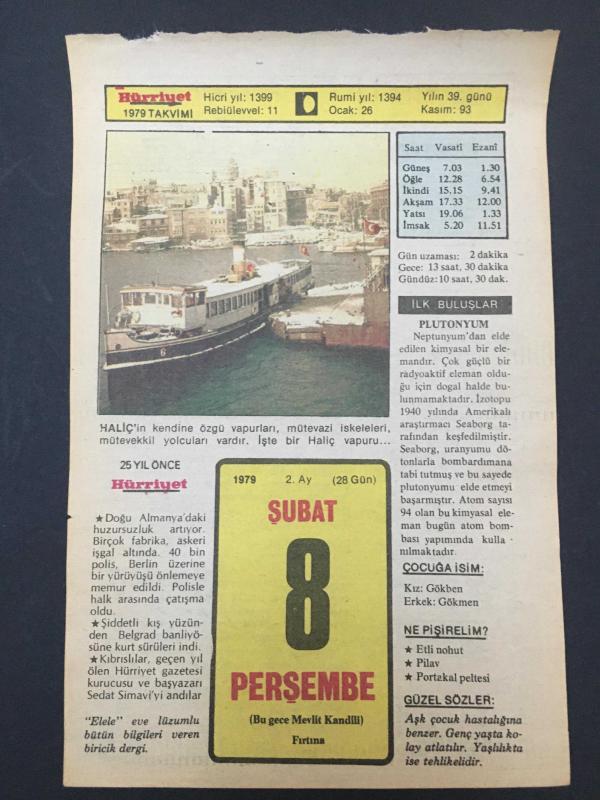 Hürriyet
1979 TAKVİMİ
Hicri yıl: 1399
Rebiülevvel: 11
Rumi yıl: 1394
Ocak: 26
Yılın 39. günü
Kasım: 93
Saat Vasatî Ezanî
Güneş 7.03 1.30
Öğle 12.28 6.54
İkindi 15.15 9.41
Akşam 17.33 12.00
Yatsı 19.06 1.33
İmsak 5.20 11.51
Gün uzaması: 2 dakika
Gece: 13 saat, 30 dakika
Gündüz: 10 saat, 30 dak.
6
HALİÇ'in kendine özgü vapurları, mütevazi iskeleleri,
mütevekkil yolcuları vardır. İşte bir Haliç vapuru...
İLK BULUŞLAR
PLUTONYUM
Neptunyum'dan elde
edilen kimyasal bir ele-
mandır. Çok güçlü bir
radyoaktif eleman oldu-
ğu için dogal halde bu-
lunmamaktadır. İzotopu
1940 yılında Amerikalı
araştırmacı Seaborg ta-
rafından keşfedilmiştir.
Seaborg, uranyumu dö-
tonlarla bombardımana
tabi tutmuş ve bu sayede
plutonyumu elde etmeyi
başarmıştır. Atom sayısı
94 olan bu kimyasal ele-
man bugün atom bom-
bası yapımında kulla-
nılmaktadır.
25 YIL ÖNCE
Hürriyet
★Doğu Almanya'daki
huzursuzluk artıyor.
Birçok fabrika, askeri
işgal altında. 40 bin
polis, Berlin üzerine
bir yürüyüşü önlemeye
memur edildi. Polisle
halk arasında çatışma
oldu.
★Şiddetli kış yüzün-
den Belgrad banliyö-
süne kurt sürüleri indi.
★Kıbrıslılar, geçen yıl
ölen Hürriyet gazetesi
kurucusu ve başyazarı
Sedat Simavi'yi andılar
"Elele" eve lüzumlu
bütün bilgileri veren
biricik dergi.
1979 2. Ay (28 Gün)
ŞUBAT
8
PERŞEMBE
(Bu gece Mevlit Kandili)
Fırtına
ÇOCUĞA İSİM:
Kız: Gökben
Erkek: Gökmen
NE PİŞİRELİM?
★ Etli nohut
★ Pilav
★ Portakal peltesi
GÜZEL SÖZLER:
Aşk çocuk hastalığına
benzer. Genç yaşta ko-
lay atlatılır. Yaşlılıkta
ise tehlikelidir.